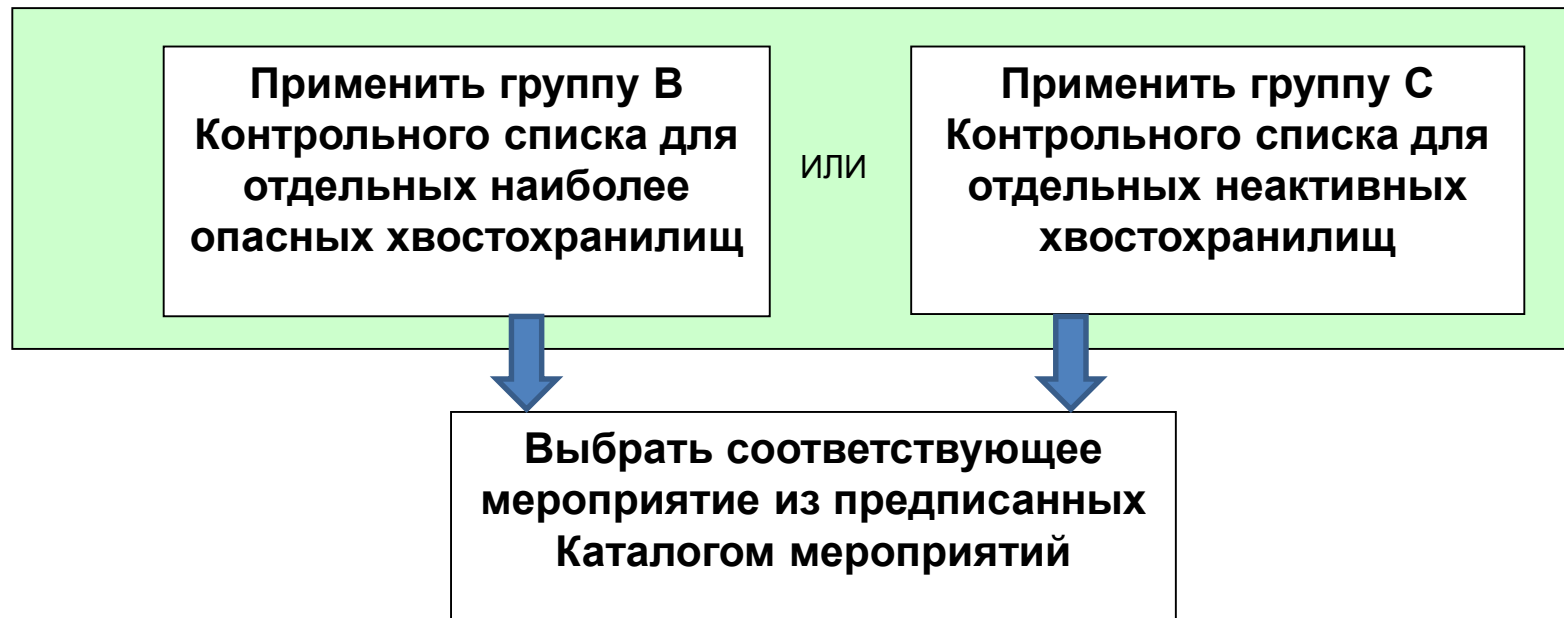 Применить группу В
Контрольного списка для
отдельных наиболее
опасных хвостохранилищ
ИЛИ
Применить группу С
Контрольного списка для
отдельных неактивных
хвостохранилищ
Выбрать соответствующее
мероприятие из предписанных
Каталогом мероприятий